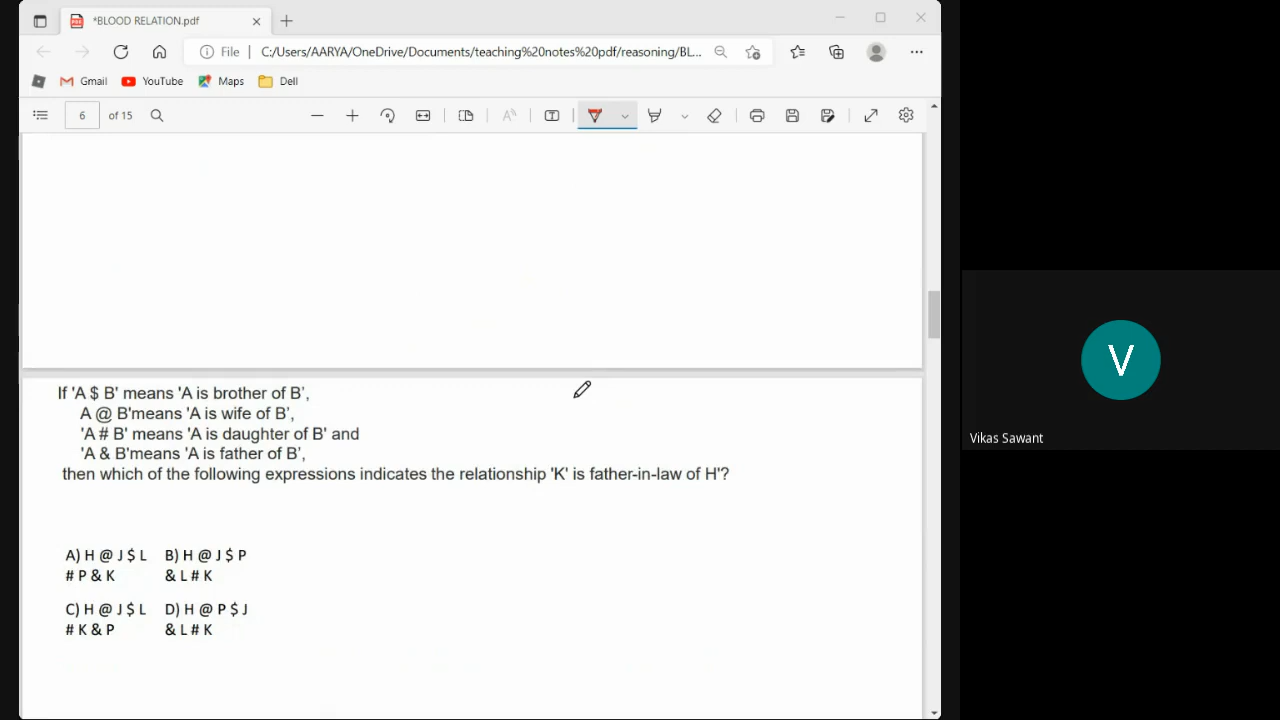 *BLOOD RELATION.pdf
File | C:/Users/AARYA/OneDrive/Documents/teaching%20notes%20pdf/reasoning/BL...
Gmail YouTube Maps Dell
6 of 15
If 'A $ B' means 'A is brother of B’,
A @ B'means 'A is wife of B’,
'A # B' means 'A is daughter of B' and
'A & B'means 'A is father of B’,
then which of the following expressions indicates the relationship 'K' is father-in-law of H'?
A) H @ J $ L B) H @ J $ P
# P & K & L # K
C) H @ J $ L D) H @ P $ J
# K & P & L # K
V
Vikas Sawant